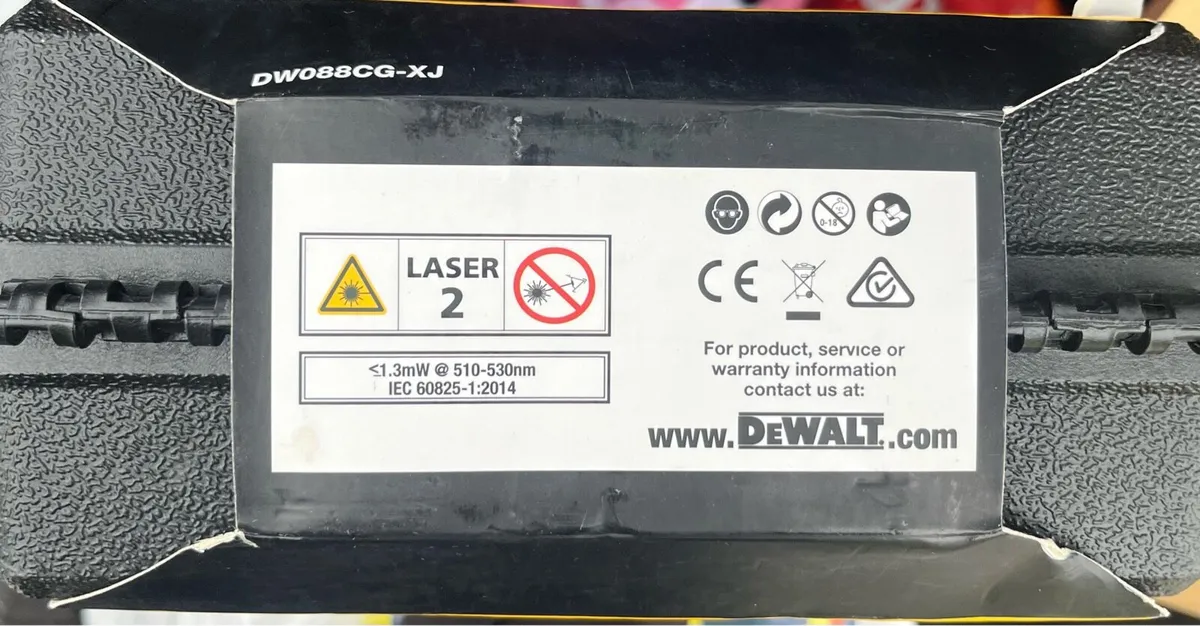 DW088CG-XJ
LASER
2
≤1.3mW @ 510-530nm
IEC 60825-1:2014
0-18
CE
For product, service or
warranty information
contact us at:
www.DEWALT.com